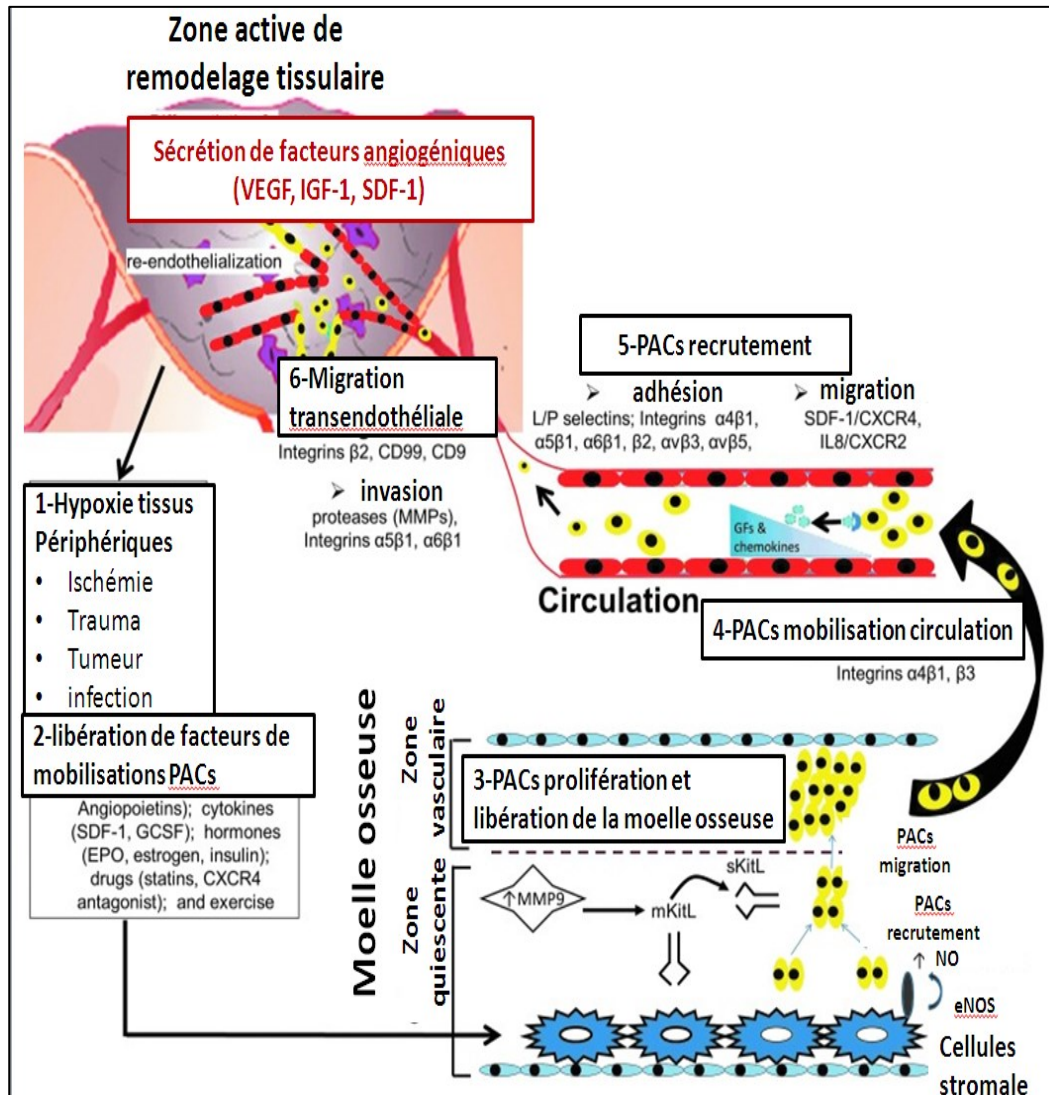 Zone active de
remodelage tissulaire
Sécrétion de facteurs angiogéniques
(VEGF, IGF-1, SDF-1)
re-endothelialization
5-PACs recrutement
➢ adhésion
L/P selectins; Integrins α4β1,
α5β1, α6β1, β2, αvβ3, αvβ5,
➢ migration
SDF-1/CXCR4,
IL8/CXCR2
6-Migration
transendothéliale
Integrins β2, CD99, CD9
➢ invasion
proteases (MMPs),
Integrins α5β1, α6β1
GFs &
chemokines
Circulation
1-Hypoxie tissus
Périphériques
• Ischémie
• Trauma
• Tumeur
• infection
4-PACs mobilisation circulation
Integrins α4β1, β3
2-libération de facteurs de
mobilisations PACs
Angiopoietins); cytokines
(SDF-1, GCSF); hormones
(EPO, estrogen, insulin);
drugs (statins, CXCR4
antagonist); and exercise
Moelle osseuse
Zone
vasculaire
3-PACs prolifération et
libération de la moelle osseuse
PACs
migration
Zone
quiescente
↑MMP9
mKitL
sKitL
PACs
recrutement
↑ NO
eNOS
Cellules
stromale